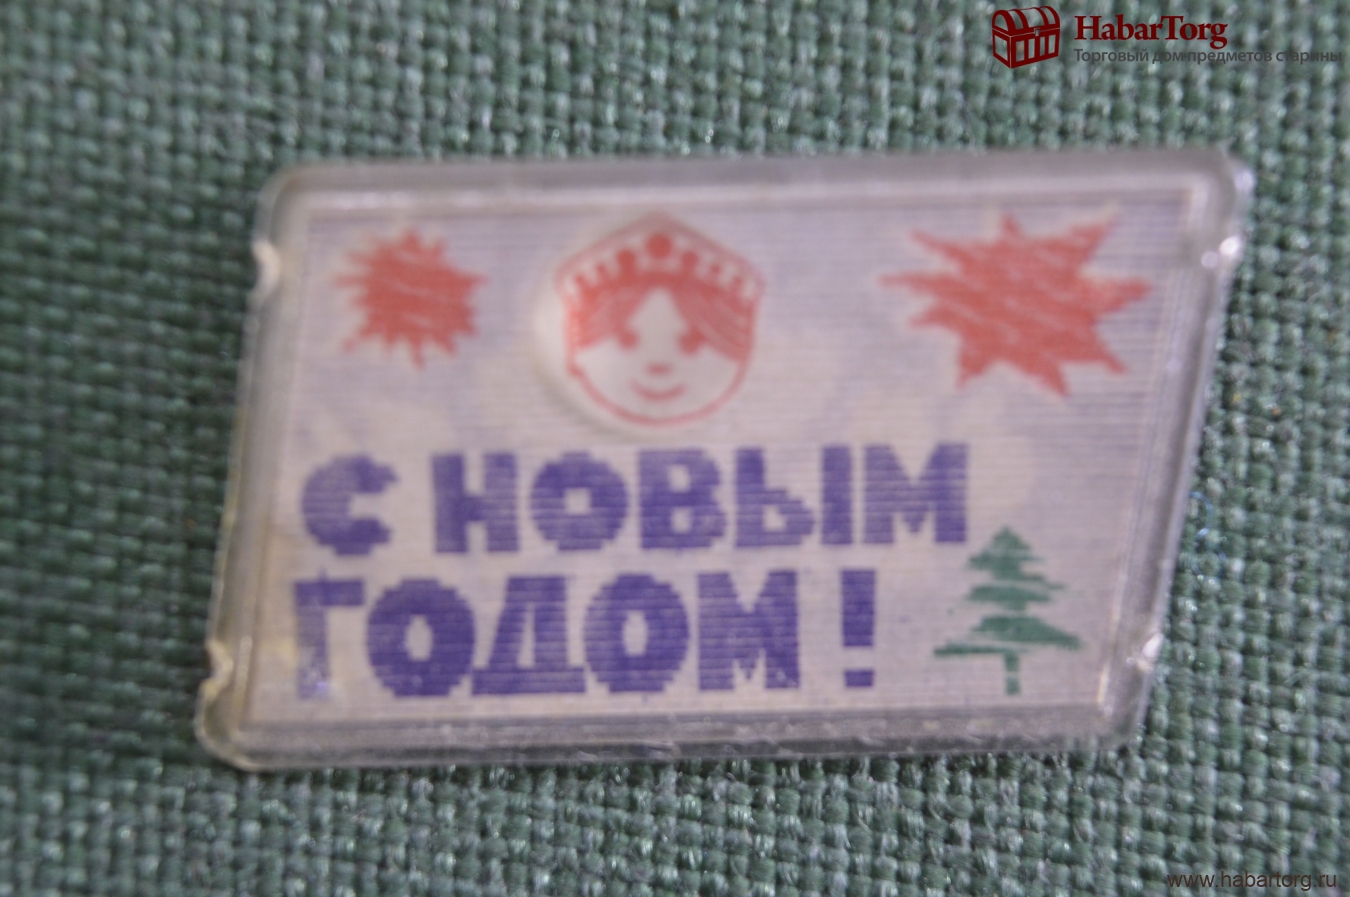 HabarTorg
Торговый дом предметов старины
С НОВЫМ
ГОДОМ!
www.habartorg.ru